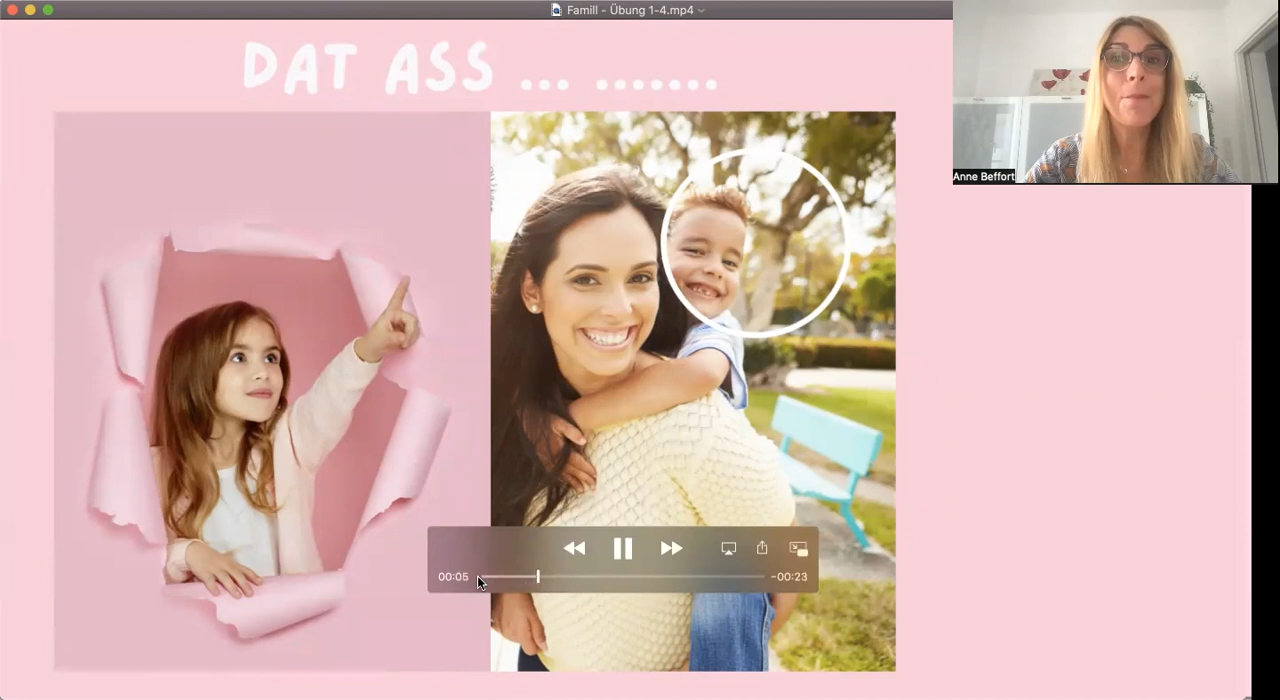 Famill - Übung 1-4.mp4
DAT ASS ... .......
Anne Beffort
00:05
-00:23